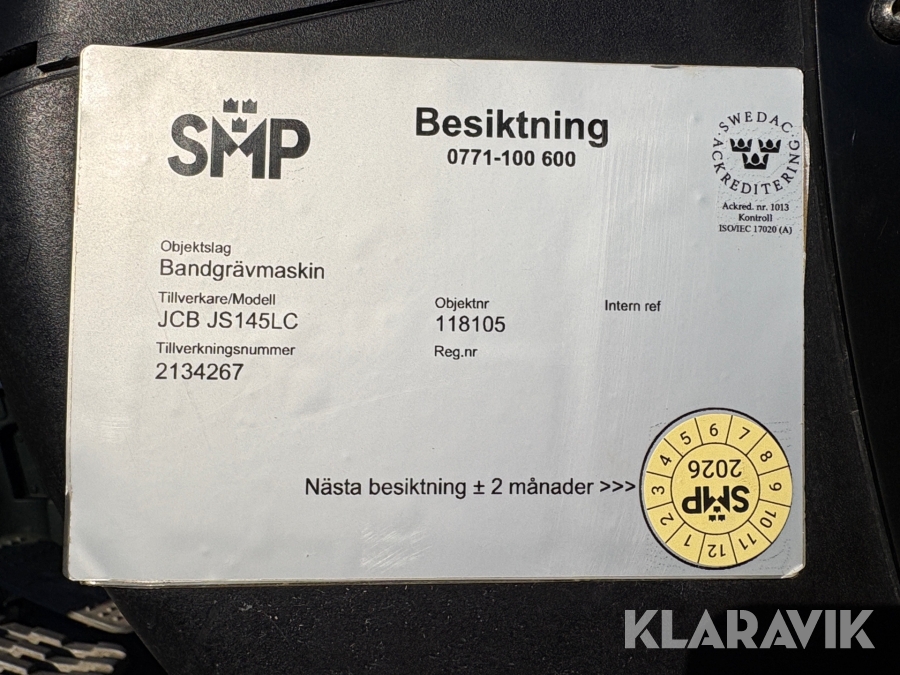 SMP
Besiktning
0771-100 600
SWEDAC
ACKREDITERING
Ackred. nr. 1013
Kontroll
ISO/IEC 17020 (A)
Objektslag
Bandgrävmaskin
Tillverkare/Modell
JCB JS145LC
Objektnr
118105
Intern ref
Tillverkningsnummer
2134267
Reg.nr
Nästa besiktning ± 2 månader >>>
1 2 3 4 5 6 7 8 9 10 11 12
SMP
2026
KLARAVIK